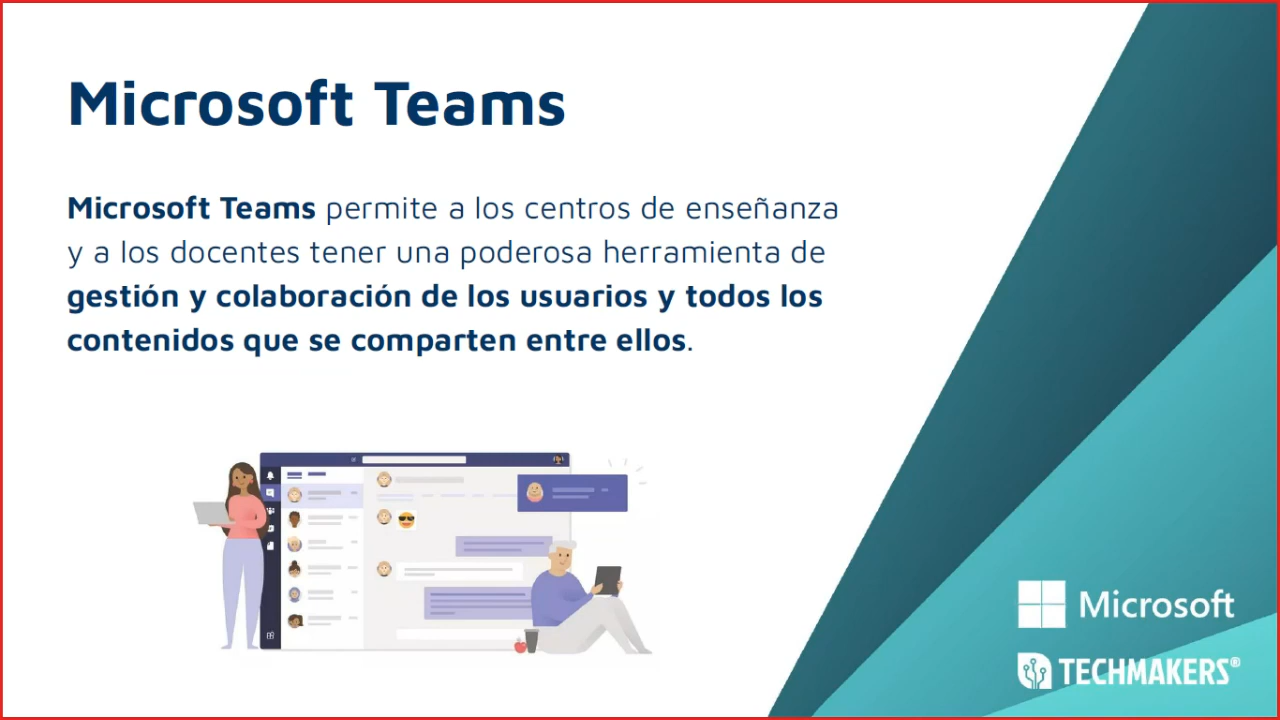 Microsoft Teams
Microsoft Teams permite a los centros de enseñanza
y a los docentes tener una poderosa herramienta de
gestión y colaboración de los usuarios y todos los
contenidos que se comparten entre ellos.
Microsoft
TECHMAKERS®